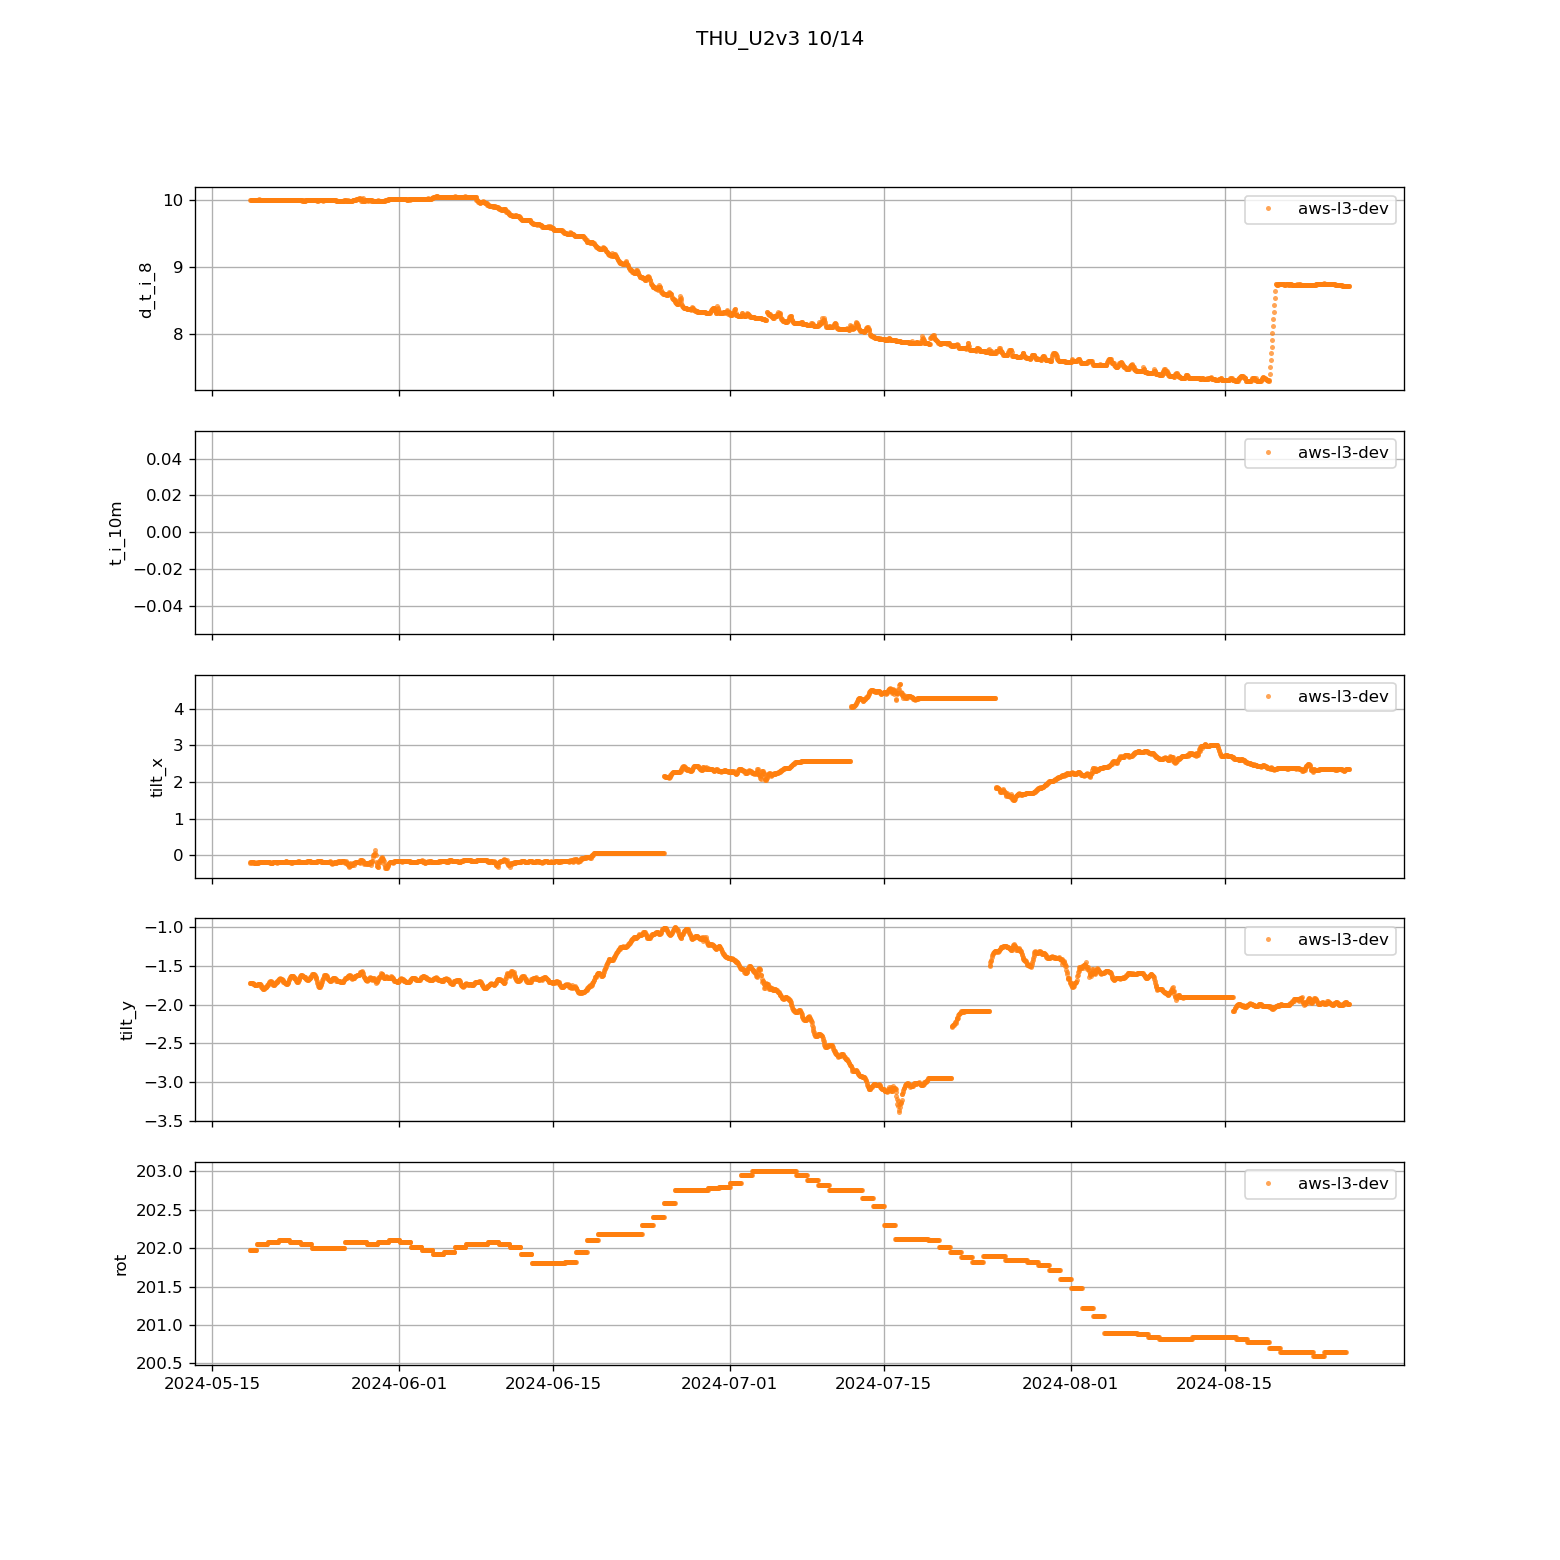 THU_U2v3 10/14
10
9
8
d_t_i_8
aws-l3-dev
0.04
0.02
0.00
−0.02
−0.04
t_i_10m
aws-l3-dev
4
3
2
1
0
tilt_x
aws-l3-dev
−1.0
−1.5
−2.0
−2.5
−3.0
−3.5
tilt_y
aws-l3-dev
203.0
202.5
202.0
201.5
201.0
200.5
rot
aws-l3-dev
2024-05-15 2024-06-01 2024-06-15 2024-07-01 2024-07-15 2024-08-01 2024-08-15